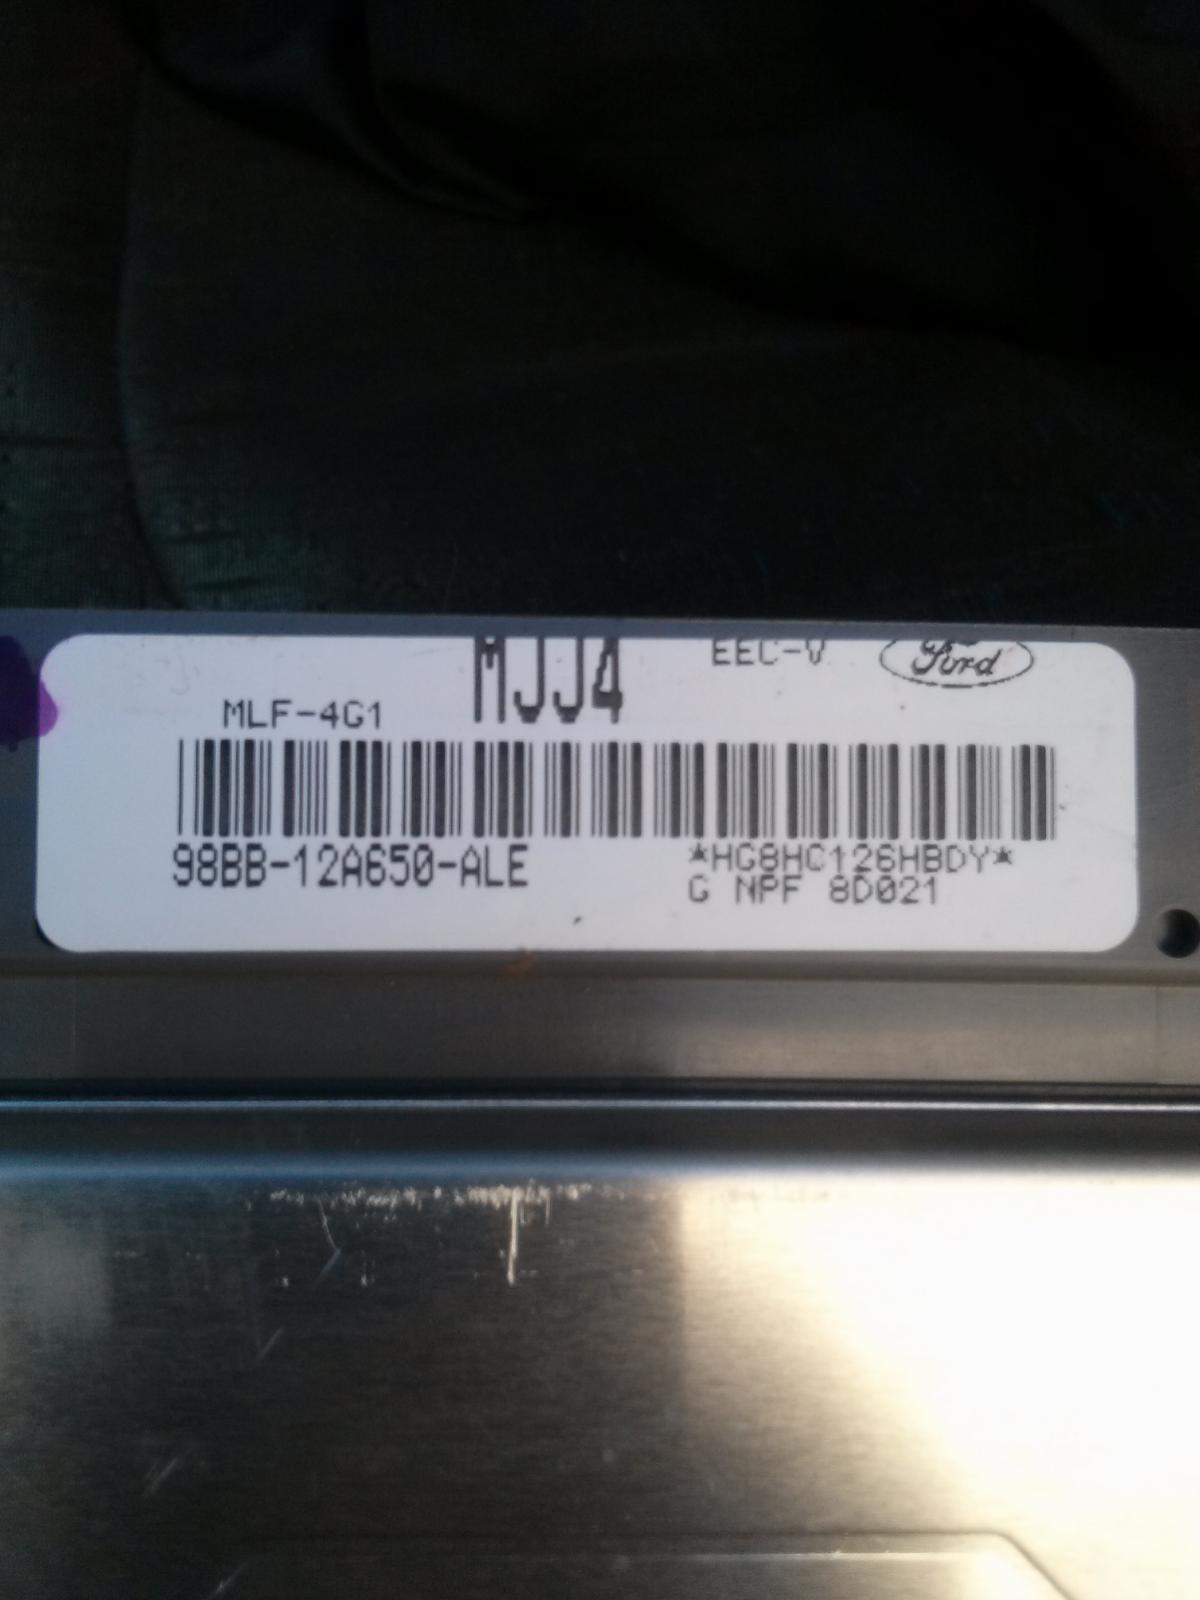 MJJ4
EEC-V
Ford
MLF-4G1
98BB-12A650-ALE
*HG8HC126HBDY*
G NPF 8D021